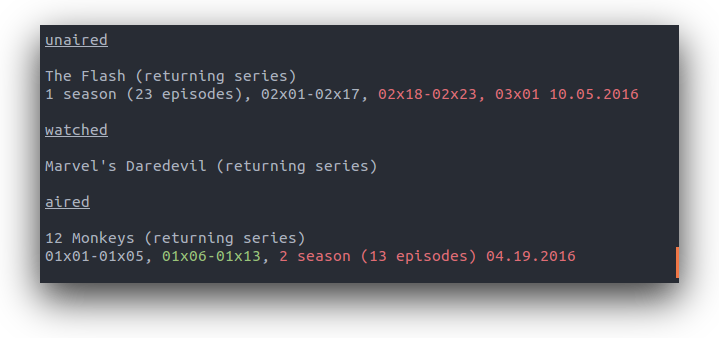 unaired
The Flash (returning series)
1 season (23 episodes), 02x01-02x17, 02x18-02x23, 03x01 10.05.2016
watched
Marvel's Daredevil (returning series)
aired
12 Monkeys (returning series)
01x01-01x05, 01x06-01x13, 2 season (13 episodes) 04.19.2016